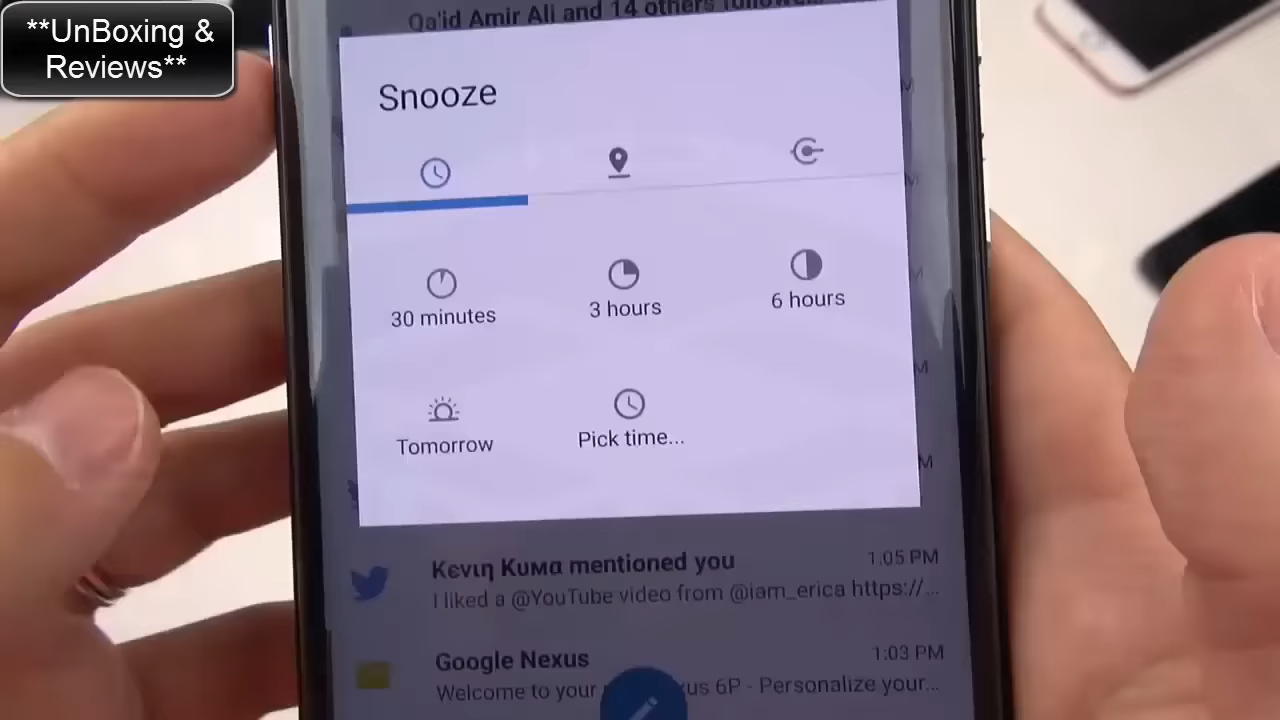 **UnBoxing &
Reviews**
Qa'id Amir Ali and 14 others
Snooze
30 minutes
3 hours
6 hours
Tomorrow
Pick time...
Kєvιη Kυмα mentioned you
1:05 PM
I liked a @YouTube video from @iam_erica https://...
Google Nexus
1:03 PM
Welcome to your us 6P - Personalize your...